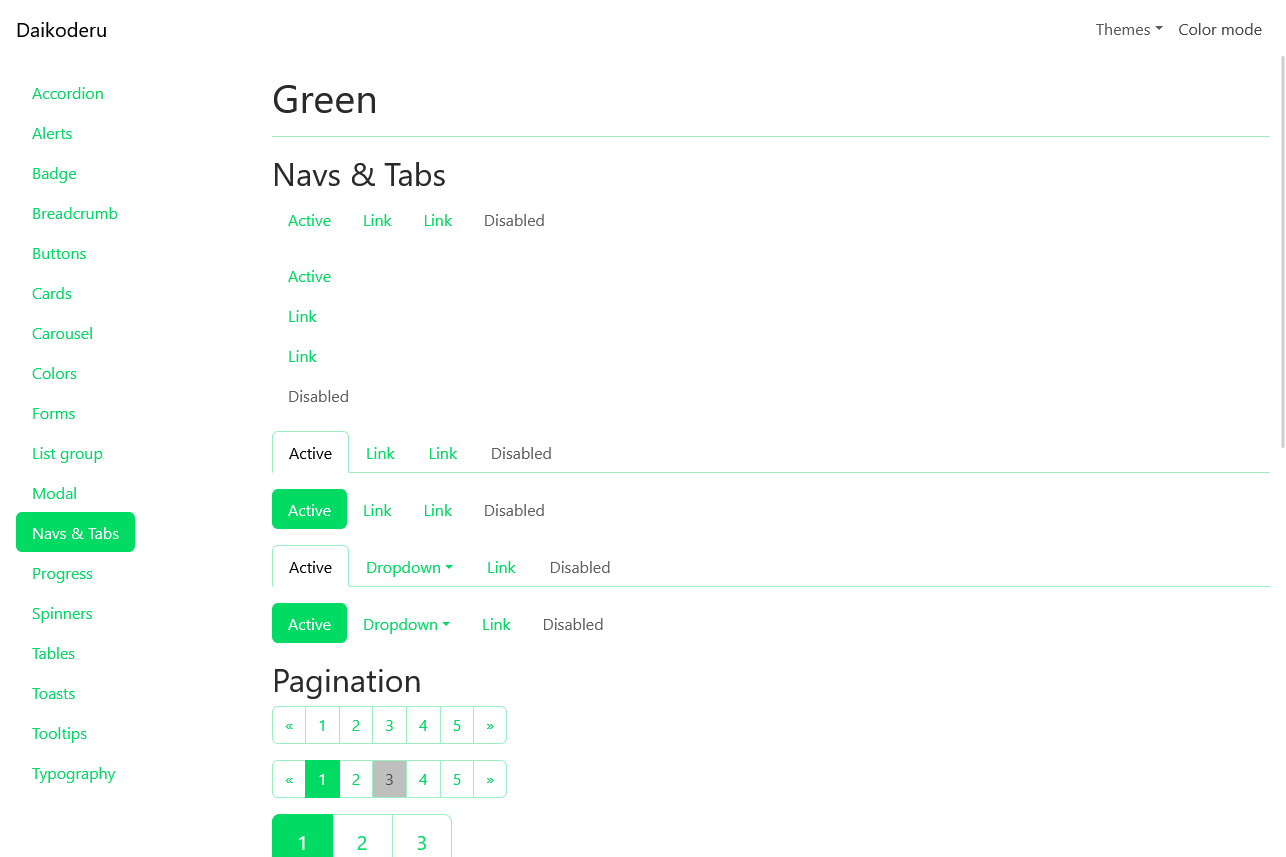 Daikoderu
Themes Color mode
Accordion
Alerts
Badge
Breadcrumb
Buttons
Cards
Carousel
Colors
Forms
List group
Modal
Navs & Tabs
Progress
Spinners
Tables
Toasts
Tooltips
Typography
Green
Navs & Tabs
Active Link Link Disabled
Active
Link
Link
Disabled
Active Link Link Disabled
Active Link Link Disabled
Active Dropdown Link Disabled
Active Dropdown Link Disabled
Pagination
« 1 2 3 4 5 »
« 1 2 3 4 5 »
1 2 3